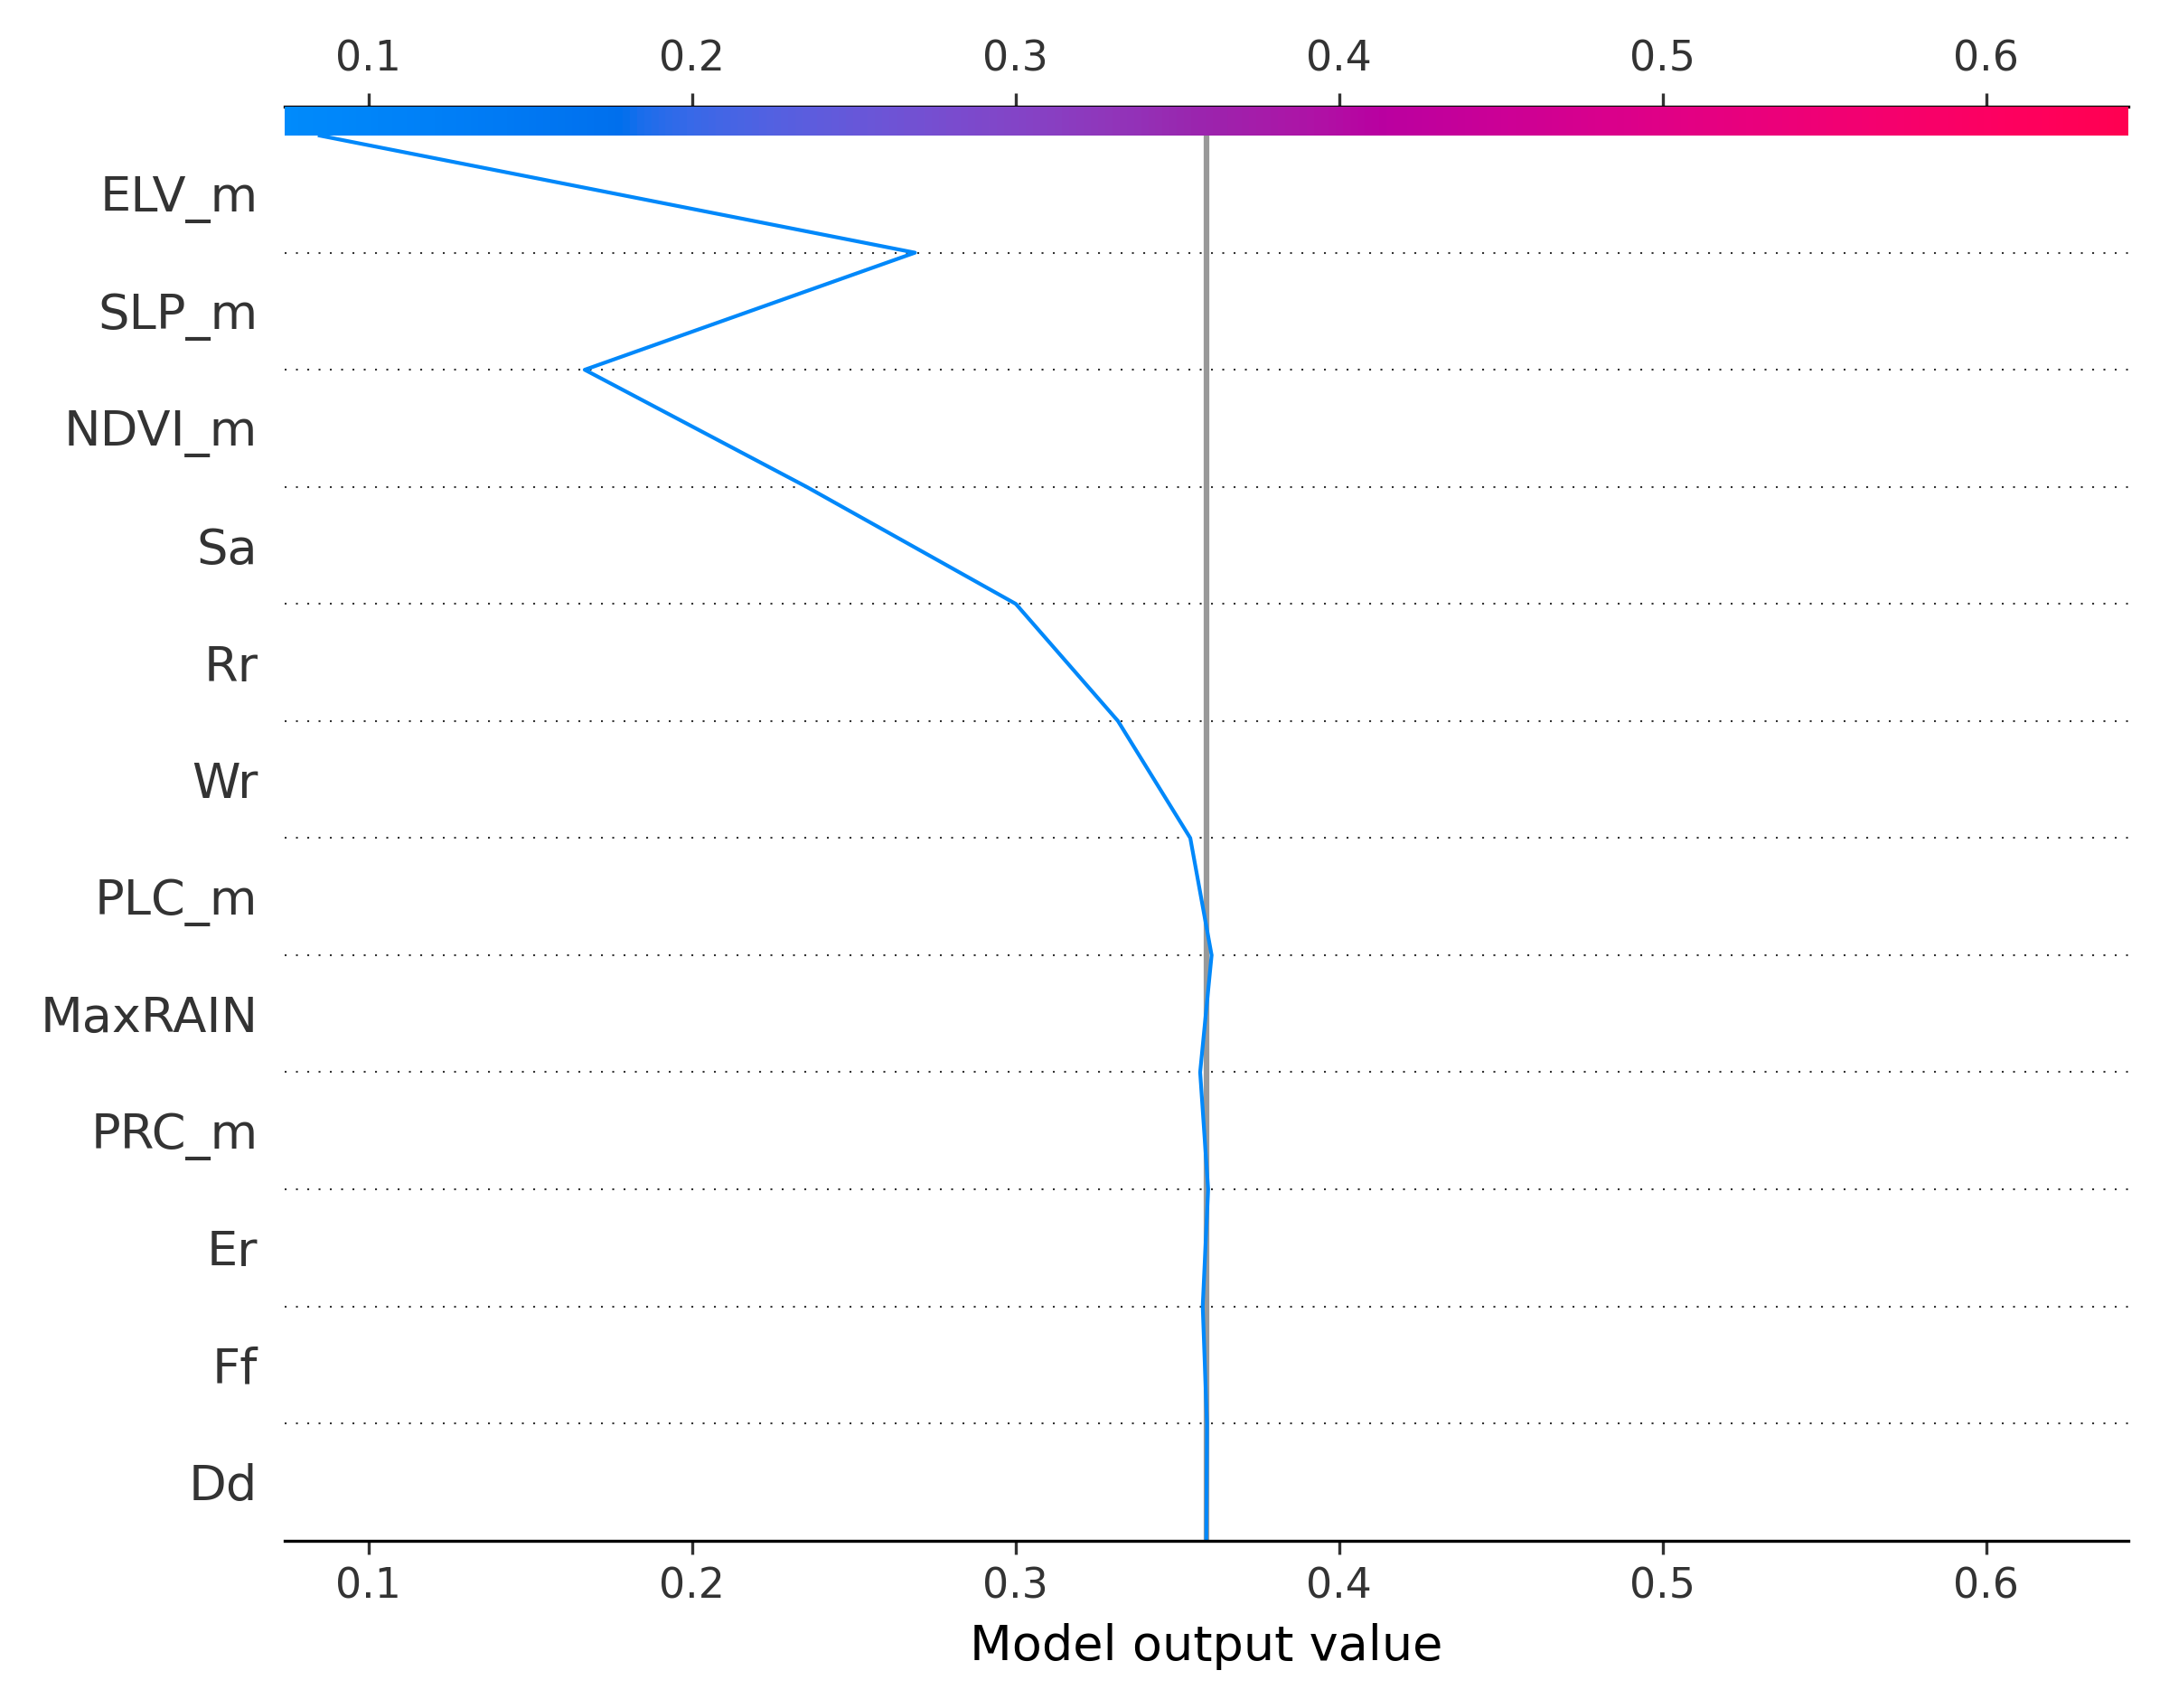 0.1 0.2 0.3 0.4 0.5 0.6
ELV_m
SLP_m
NDVI_m
Sa
Rr
Wr
PLC_m
MaxRAIN
PRC_m
Er
Ff
Dd
0.1 0.2 0.3 0.4 0.5 0.6
Model output value